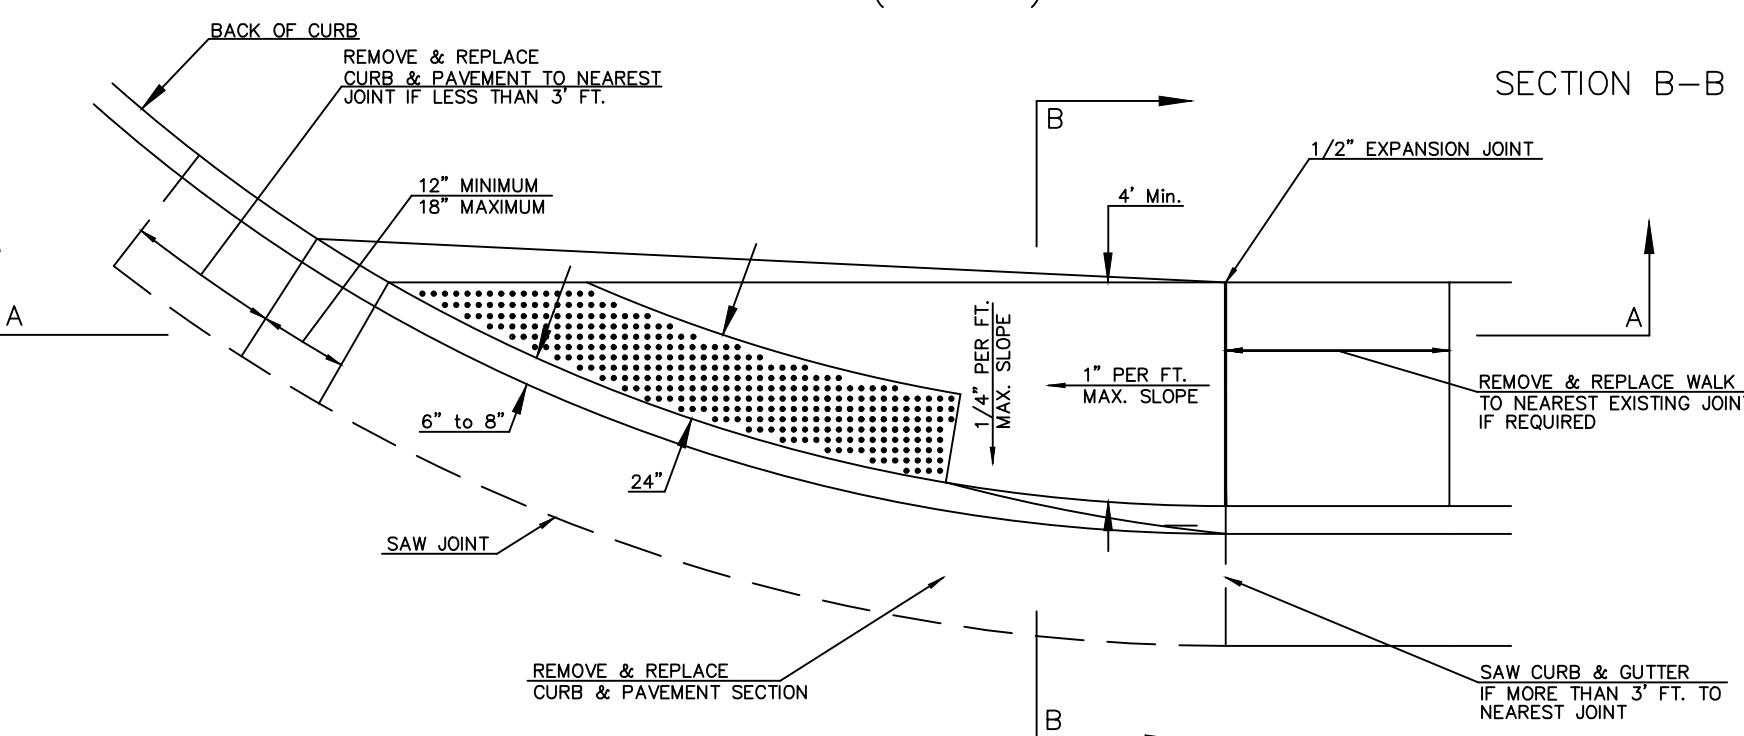 BACK OF CURB
REMOVE & REPLACE
CURB & PAVEMENT TO NEAREST
JOINT IF LESS THAN 3' FT.
SECTION B-B
B
1/2" EXPANSION JOINT
12" MINIMUM
18" MAXIMUM
4' Min.
A
A
1/4" PER FT.
MAX. SLOPE
1" PER FT.
MAX. SLOPE
REMOVE & REPLACE WALK
TO NEAREST EXISTING JOINT
IF REQUIRED
6" to 8"
24"
SAW JOINT
REMOVE & REPLACE
CURB & PAVEMENT SECTION
SAW CURB & GUTTER
IF MORE THAN 3' FT. TO
NEAREST JOINT
B